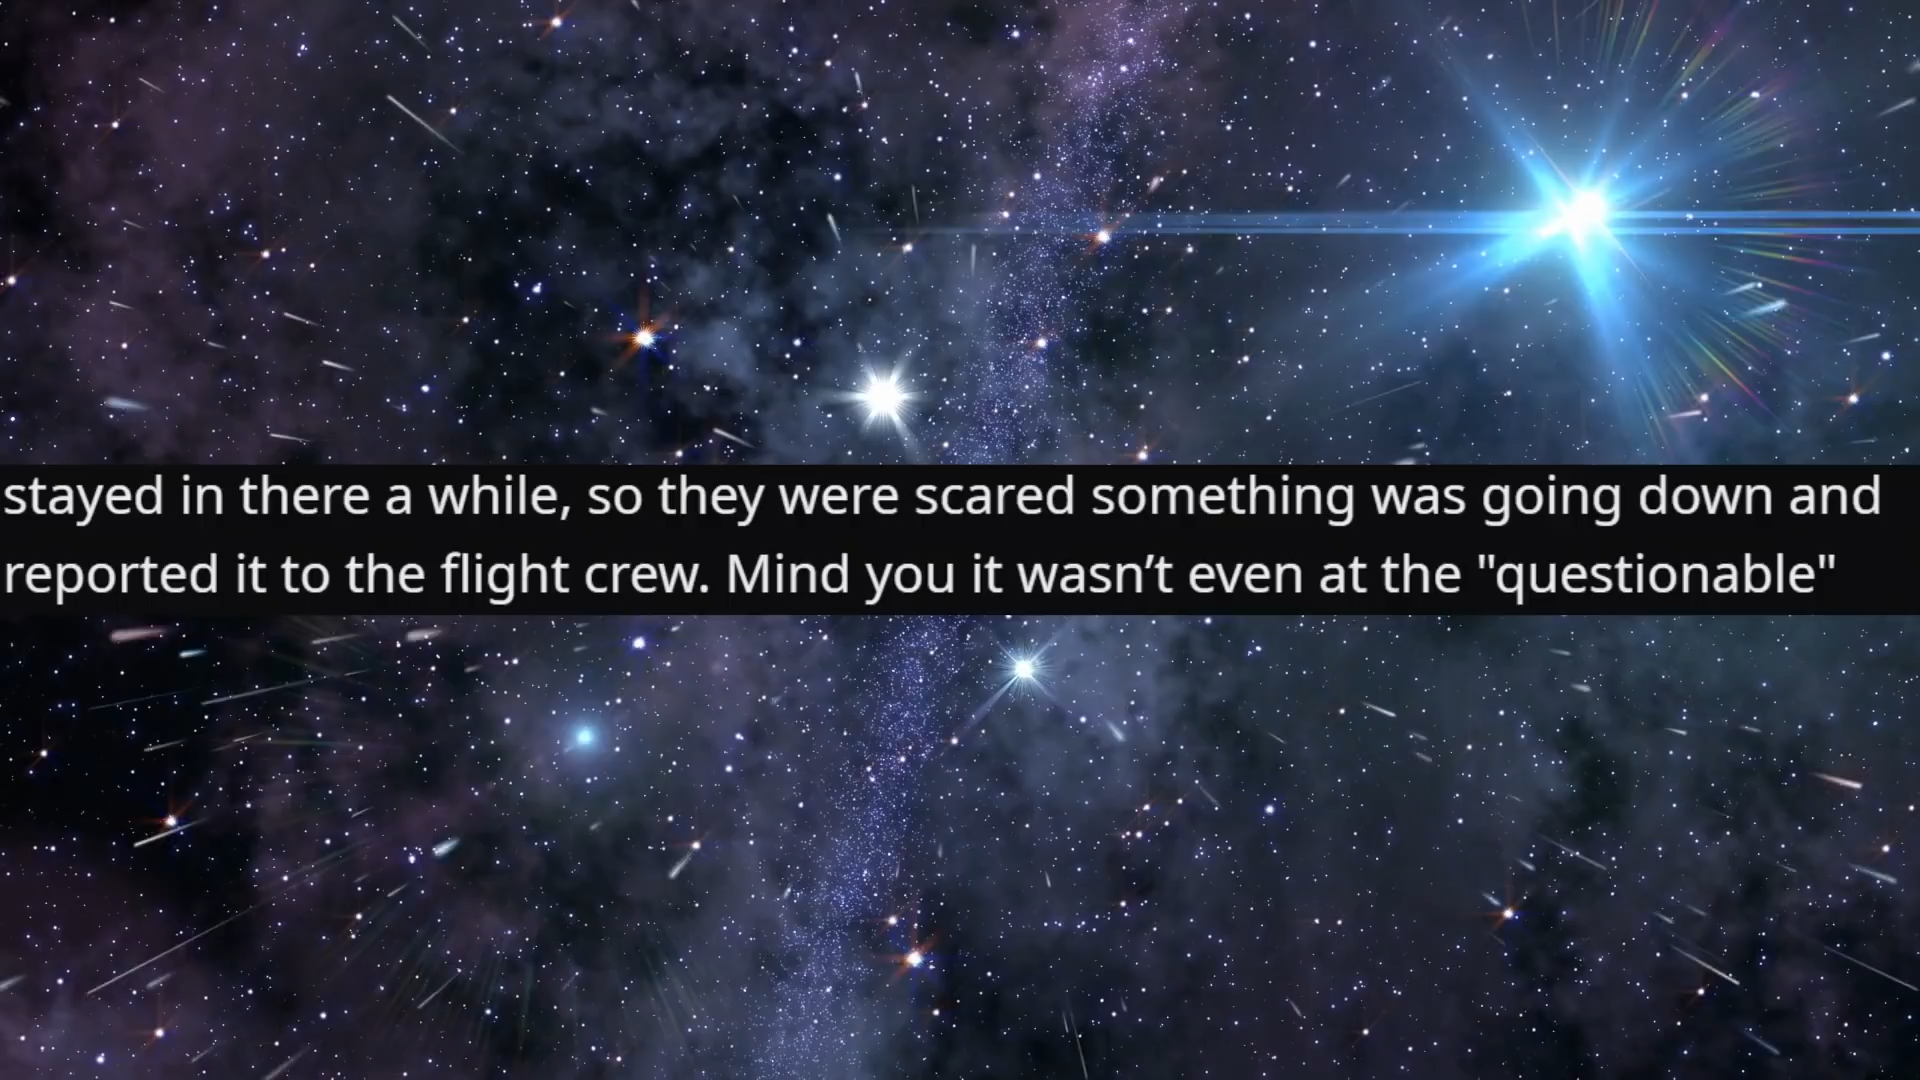 stayed in there a while, so they were scared something was going down and
reported it to the flight crew. Mind you it wasn’t even at the "questionable"